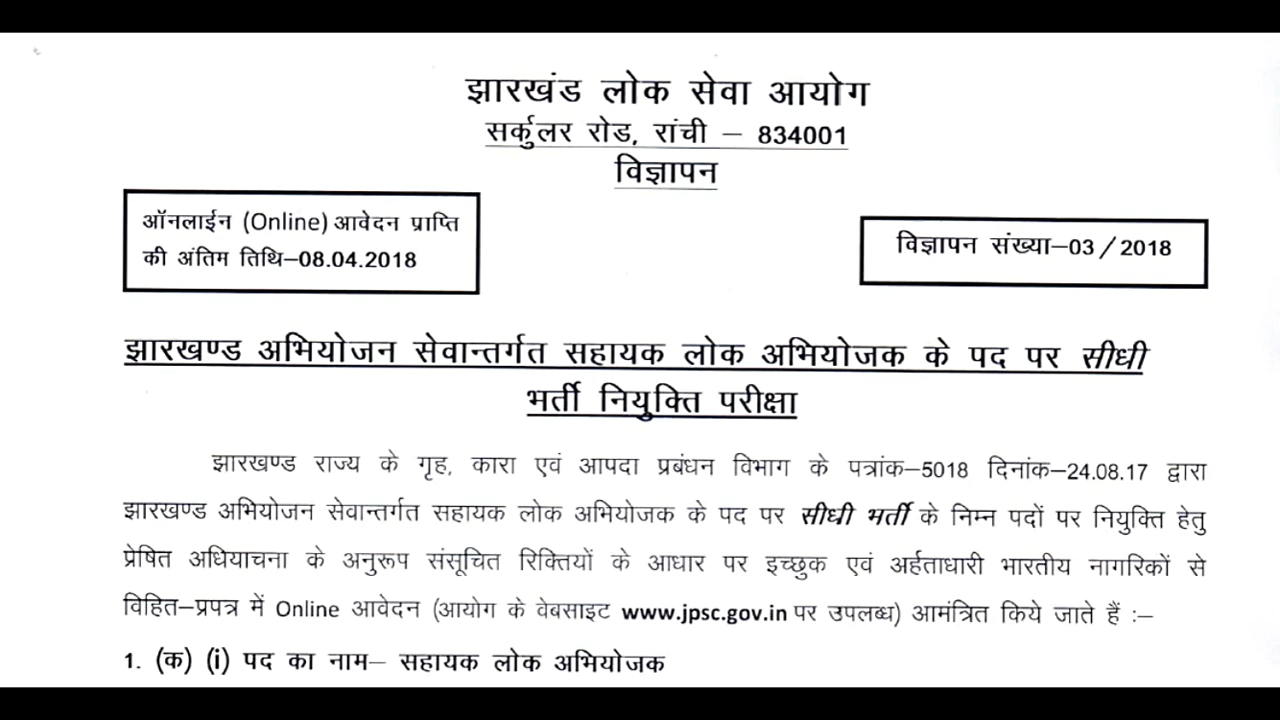 झारखंड लोक सेवा आयोग
सर्कुलर रोड, रांची – 834001
विज्ञापन
ऑनलाईन (Online) आवेदन प्राप्ति
की अंतिम तिथि–08.04.2018
विज्ञापन संख्या–03 / 2018
झारखण्ड अभियोजन सेवान्तर्गत सहायक लोक अभियोजक के पद पर सीधी
भर्ती नियुक्ति परीक्षा
झारखण्ड राज्य के गृह, कारा एवं आपदा प्रबंधन विभाग के पत्रांक–5018 दिनांक–24.08.17 द्वारा
झारखण्ड अभियोजन सेवान्तर्गत सहायक लोक अभियोजक के पद पर सीधी भर्ती के निम्न पदों पर नियुक्ति हेतु
प्रेषित अधियाचना के अनुरूप संसूचित रिक्तियों के आधार पर इच्छुक एवं अर्हताधारी भारतीय नागरिकों से
विहित–प्रपत्र में Online आवेदन (आयोग के वेबसाइट www.jpsc.gov.in पर उपलब्ध) आमंत्रित किये जाते हैं :–
1. (क) (i) पद का नाम– सहायक लोक अभियोजक